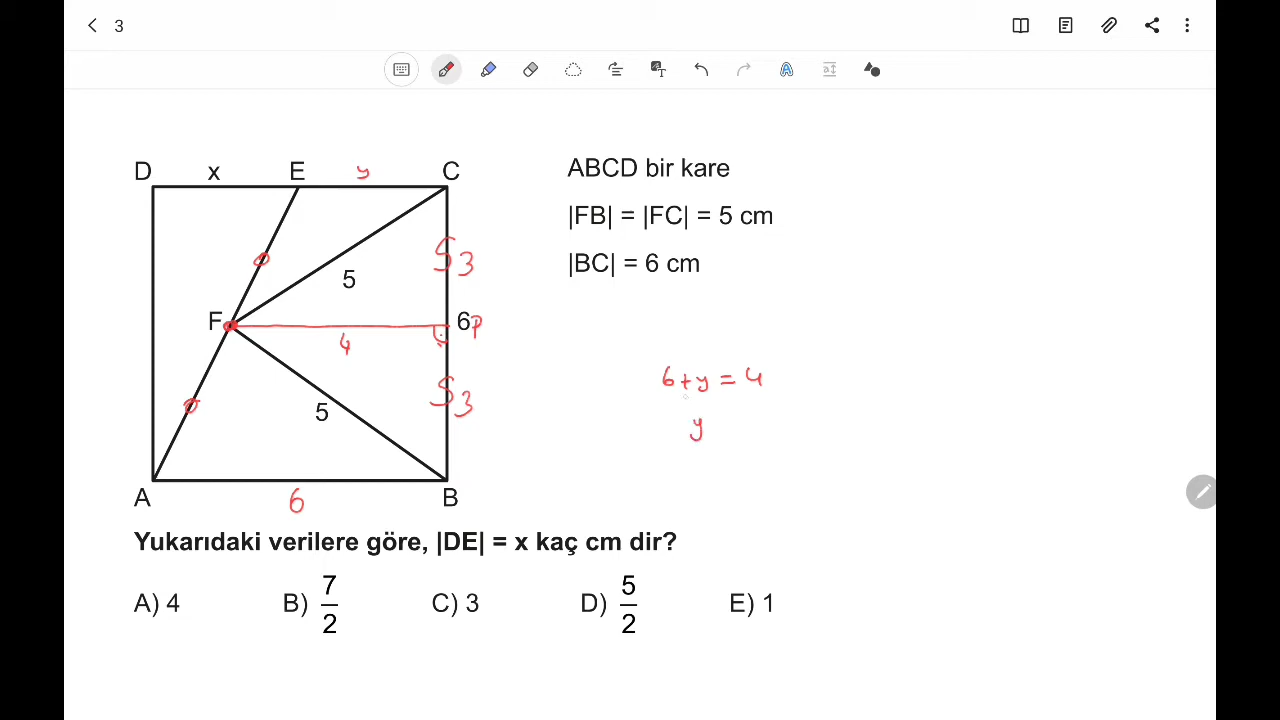 3
D x E y C
ABCD bir kare
|FB| = |FC| = 5 cm
|BC| = 6 cm
3
5
F 6 P
4
6+y = 4
3
5
y
A 6 B
Yukarıdaki verilere göre, |DE| = x kaç cm dir?
A) 4 B) 7/2 C) 3 D) 5/2 E) 1